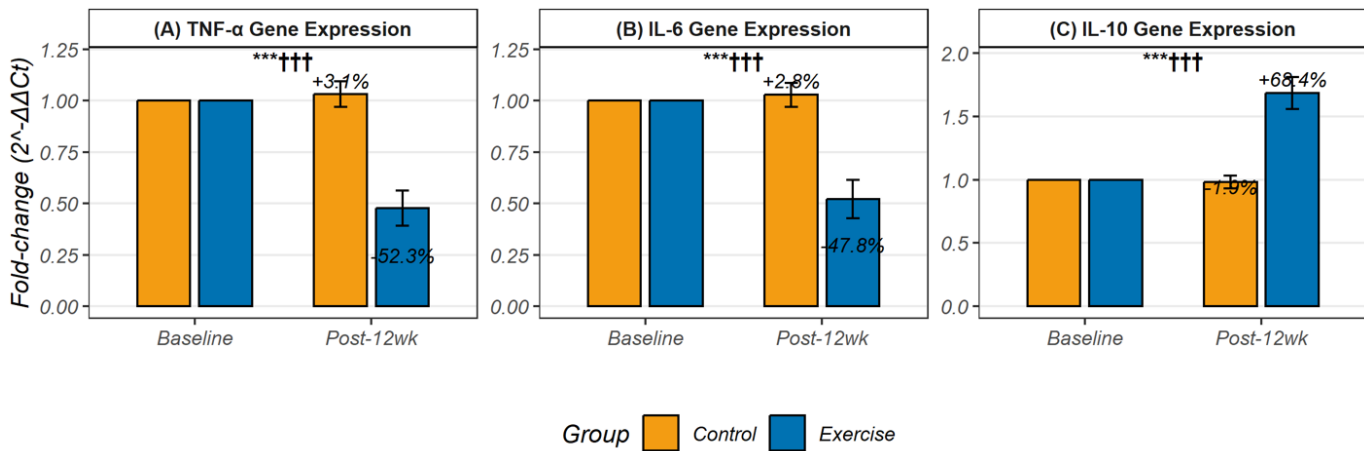 (A) TNF-α Gene Expression
(B) IL-6 Gene Expression
(C) IL-10 Gene Expression
Fold-change (2^-ΔΔCt)
1.25
1.00
0.75
0.50
0.25
0.00
***†††
+3.1%
-52.3%
Baseline
Post-12wk
1.25
1.00
0.75
0.50
0.25
0.00
***†††
+2.8%
-47.8%
Baseline
Post-12wk
2.0
1.5
1.0
0.5
0.0
***†††
+68.4%
-1.9%
Baseline
Post-12wk
Group Control Exercise